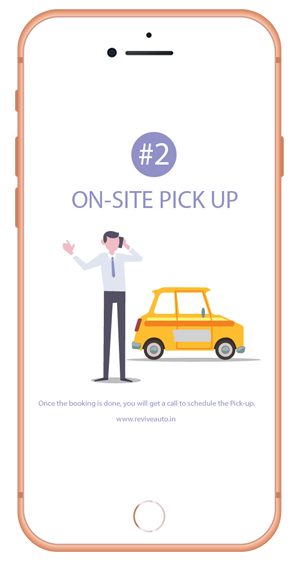 #2
ON-SITE PICK UP
Once the booking is done, you will get a call to schedule the Pick-up.
www.reviveauto.in